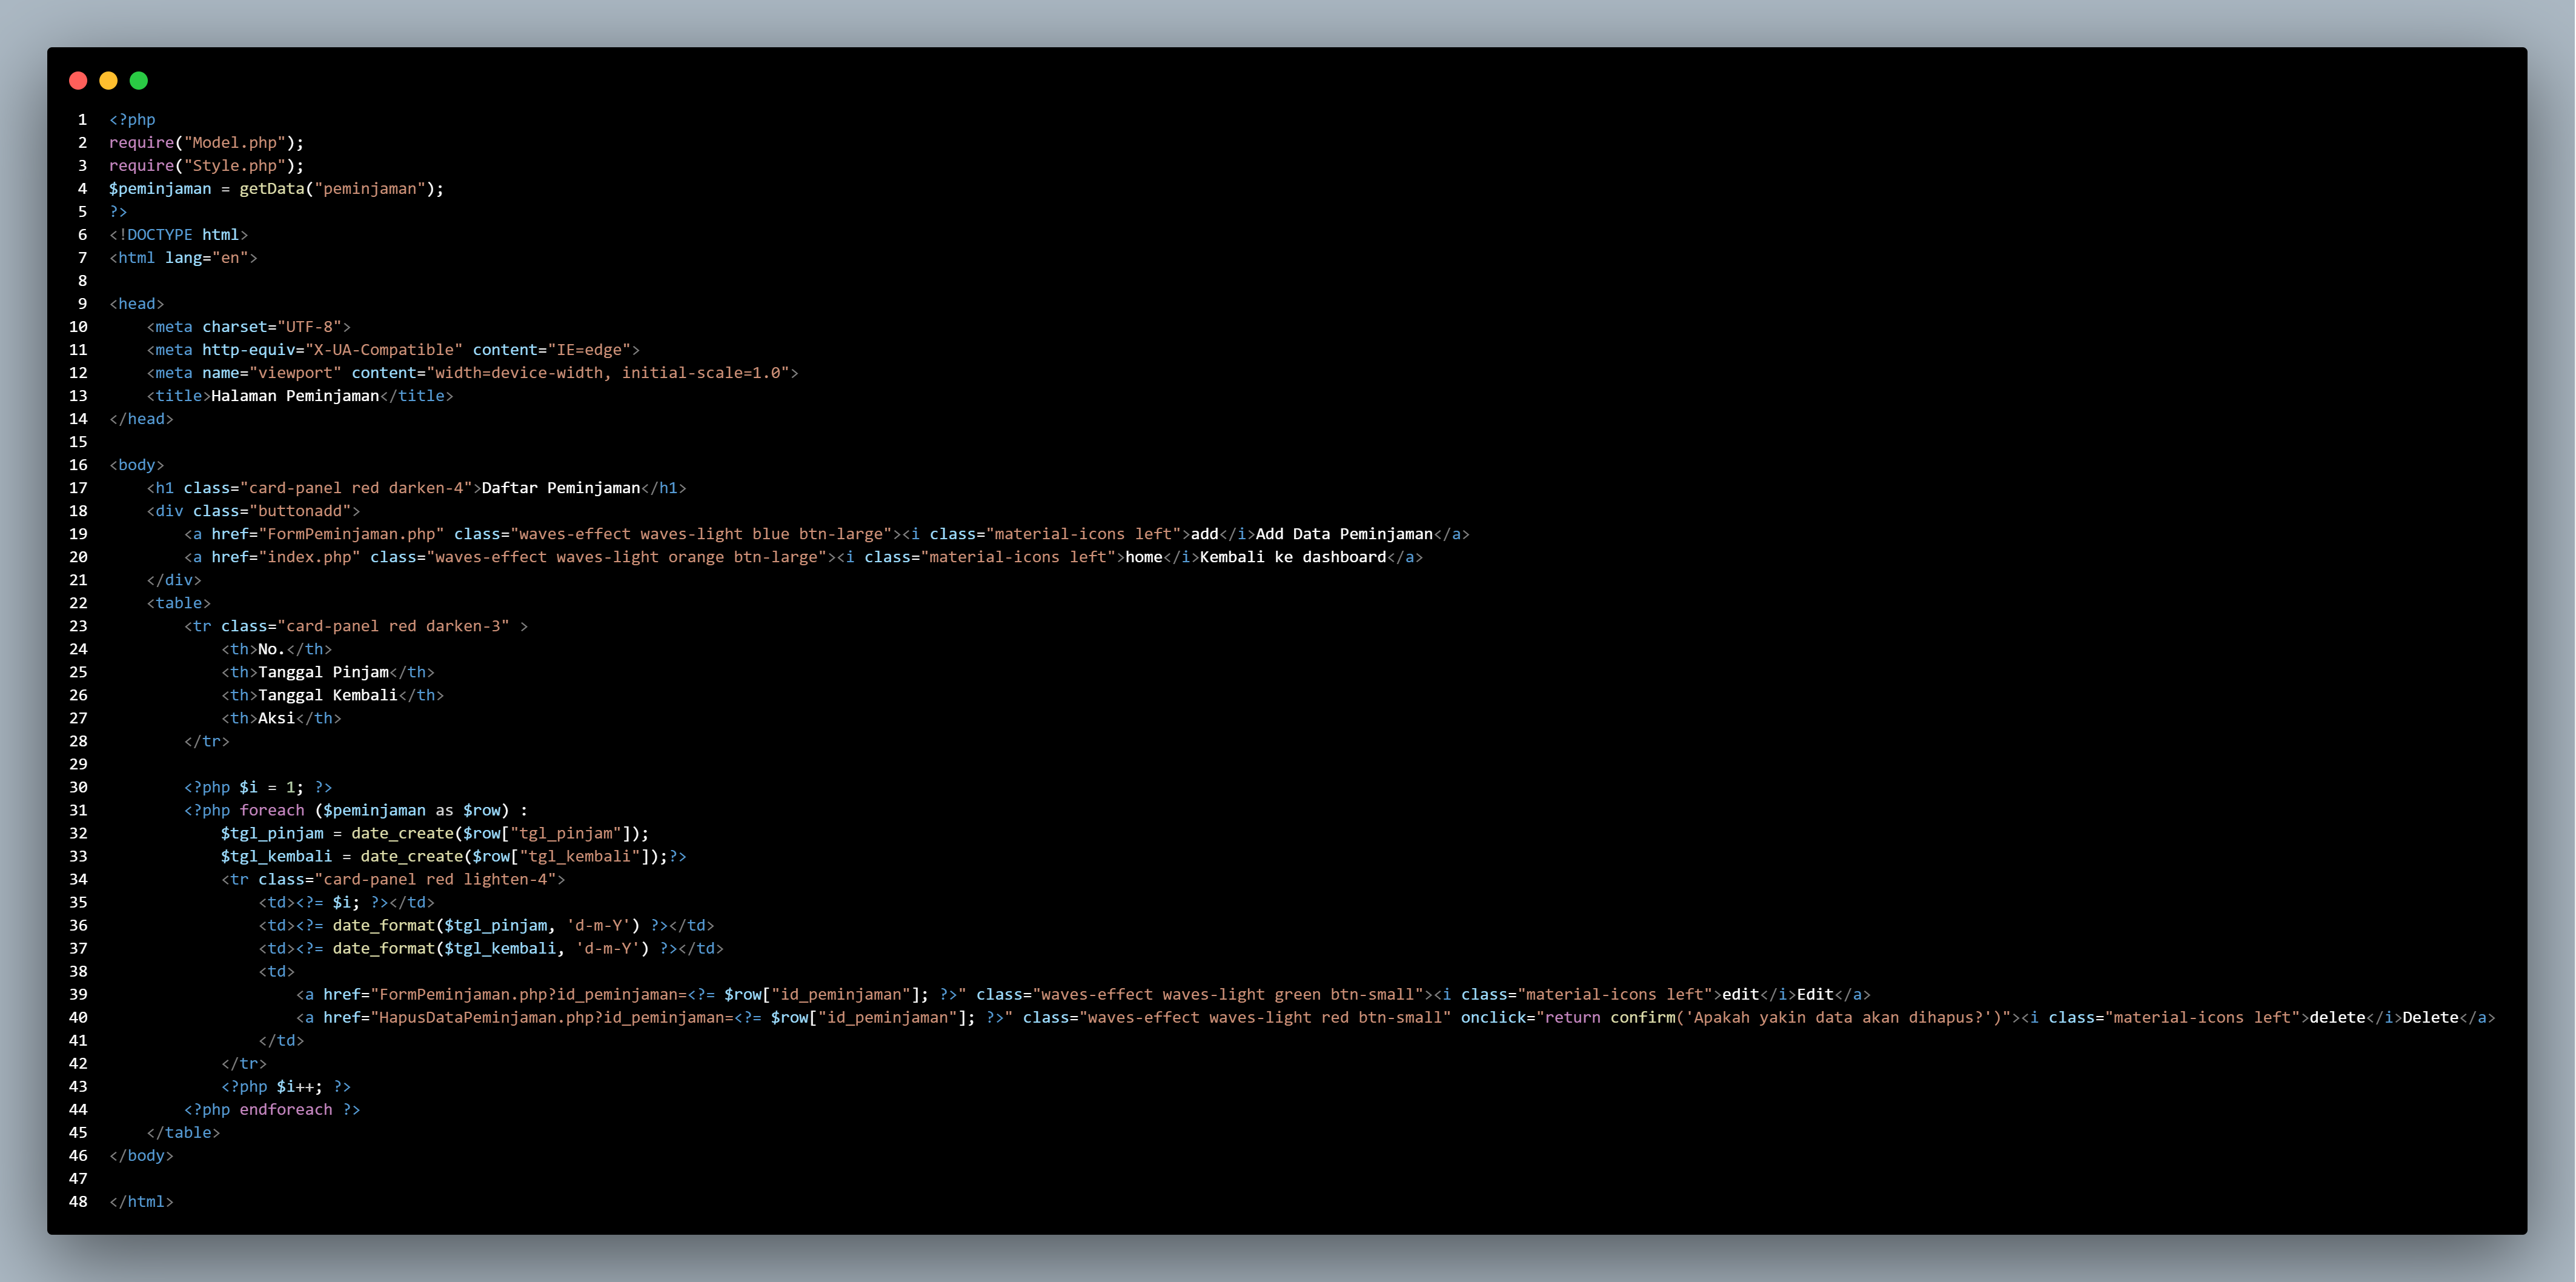 1 <?php
2 require("Model.php");
3 require("Style.php");
4 $peminjaman = getData("peminjaman");
5 ?>
6 <!DOCTYPE html>
7 <html lang="en">
8
9 <head>
10     <meta charset="UTF-8">
11     <meta http-equiv="X-UA-Compatible" content="IE=edge">
12     <meta name="viewport" content="width=device-width, initial-scale=1.0">
13     <title>Halaman Peminjaman</title>
14 </head>
15
16 <body>
17     <h1 class="card-panel red darken-4">Daftar Peminjaman</h1>
18     <div class="buttonadd">
19         <a href="FormPeminjaman.php" class="waves-effect waves-light blue btn-large"><i class="material-icons left">add</i>Add Data Peminjaman</a>
20         <a href="index.php" class="waves-effect waves-light orange btn-large"><i class="material-icons left">home</i>Kembali ke dashboard</a>
21     </div>
22     <table>
23         <tr class="card-panel red darken-3" >
24             <th>No.</th>
25             <th>Tanggal Pinjam</th>
26             <th>Tanggal Kembali</th>
27             <th>Aksi</th>
28         </tr>
29
30         <?php $i = 1; ?>
31         <?php foreach ($peminjaman as $row) :
32             $tgl_pinjam = date_create($row["tgl_pinjam"]);
33             $tgl_kembali = date_create($row["tgl_kembali"]);?>
34             <tr class="card-panel red lighten-4">
35                 <td><?= $i; ?></td>
36                 <td><?= date_format($tgl_pinjam, 'd-m-Y') ?></td>
37                 <td><?= date_format($tgl_kembali, 'd-m-Y') ?></td>
38                 <td>
39                     <a href="FormPeminjaman.php?id_peminjaman=<?= $row["id_peminjaman"]; ?>" class="waves-effect waves-light green btn-small"><i class="material-icons left">edit</i>Edit</a>
40                     <a href="HapusDataPeminjaman.php?id_peminjaman=<?= $row["id_peminjaman"]; ?>" class="waves-effect waves-light red btn-small" onclick="return confirm('Apakah yakin data akan dihapus?')"><i class="material-icons left">delete</i>Delete</a>
41                 </td>
42             </tr>
43             <?php $i++; ?>
44         <?php endforeach ?>
45     </table>
46 </body>
47
48 </html>